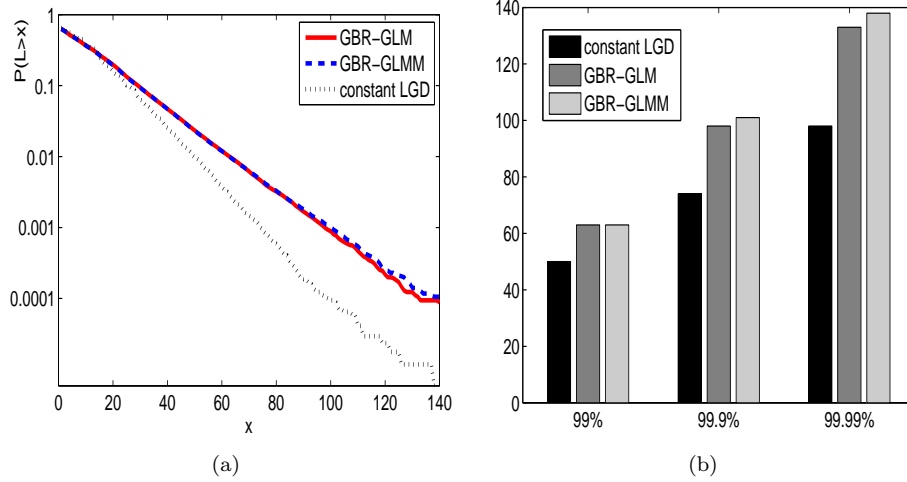 1
0.1
0.01
0.001
0.0001
P(L>x)
GBR−GLM
GBR−GLMM
constant LGD
0 20 40 60 80 100 120 140
x
(a)
140
120
100
80
60
40
20
0
constant LGD
GBR−GLM
GBR−GLMM
99% 99.9% 99.99%
(b)